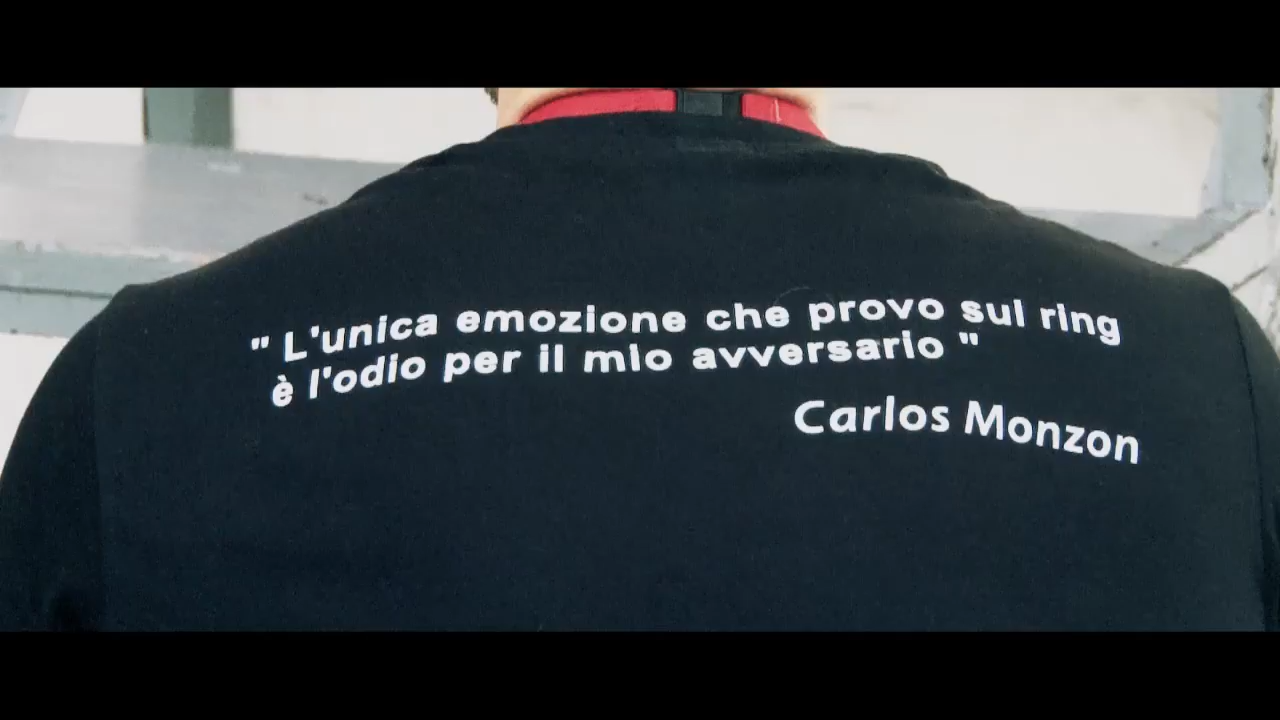 " L'unica emozione che provo sul ring
è l'odio per il mio avversario "
Carlos Monzon